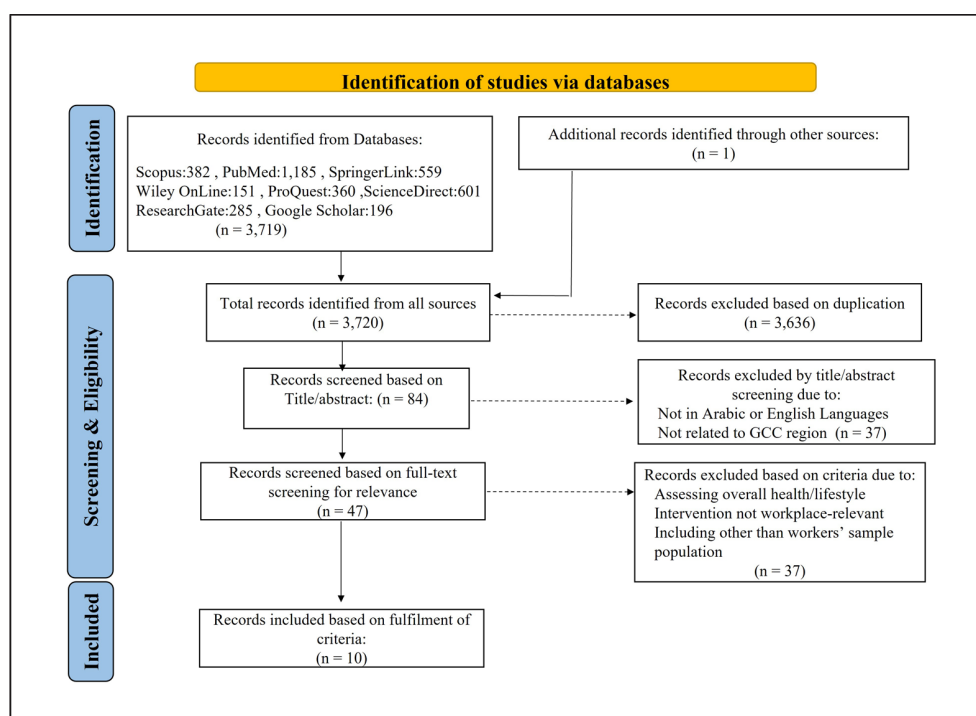 Identification of studies via databases
Identification
Records identified from Databases:
Scopus:382 , PubMed:1,185 , SpringerLink:559
Wiley OnLine:151 , ProQuest:360 ,ScienceDirect:601
ResearchGate:285 , Google Scholar:196
(n = 3,719)
Additional records identified through other sources:
(n = 1)
Screening & Eligibility
Total records identified from all sources
(n = 3,720)
Records excluded based on duplication
(n = 3,636)
Records screened based on
Title/abstract: (n = 84)
Records excluded by title/abstract
screening due to:
Not in Arabic or English Languages
Not related to GCC region (n = 37)
Records screened based on full-text
screening for relevance
(n = 47)
Records excluded based on criteria due to:
Assessing overall health/lifestyle
Intervention not workplace-relevant
Including other than workers’ sample
population
(n = 37)
Included
Records included based on fulfilment of
criteria:
(n = 10)